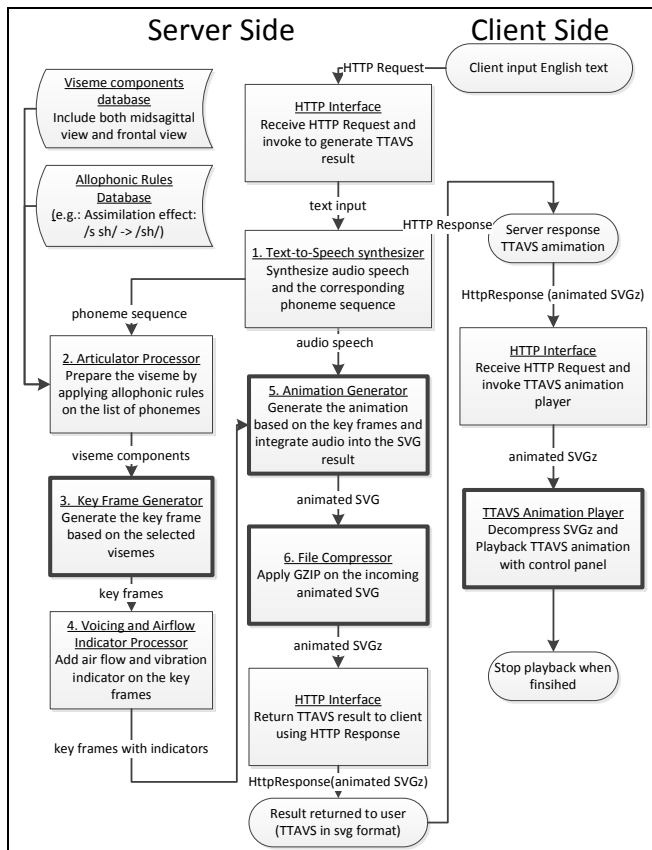 Server Side
Client Side
HTTP Request
Client input English text
Viseme components
database
Include both midsagittal
view and frontal view
HTTP Interface
Receive HTTP Request and
invoke to generate TTAVS
result
Allophonic Rules
Database
(e.g.: Assimilation effect:
/s sh/ -> /sh/)
text input
HTTP Response
Server response
TTAVS amimation
1. Text-to-Speech synthesizer
Synthesize audio speech
and the corresponding
phoneme sequence
HttpResponse (animated SVGz)
phoneme sequence
audio speech
HTTP Interface
Receive HTTP Request and
invoke TTAVS animation
player
2. Articulator Processor
Prepare the viseme by
applying allophonic rules
on the list of phonemes
5. Animation Generator
Generate the animation
based on the key frames and
integrate audio into the SVG
result
viseme components
animated SVGz
animated SVG
3. Key Frame Generator
Generate the key frame
based on the selected
visemes
TTAVS Animation Player
Decompress SVGz and
Playback TTAVS animation
with control panel
6. File Compressor
Apply GZIP on the incoming
animated SVG
key frames
4. Voicing and Airflow
Indicator Processor
Add air flow and vibration
indicator on the key
frames
animated SVGz
Stop playback when
finsihed
HTTP Interface
Return TTAVS result to client
using HTTP Response
key frames with indicators
HttpResponse(animated SVGz)
Result returned to user
(TTAVS in svg format)